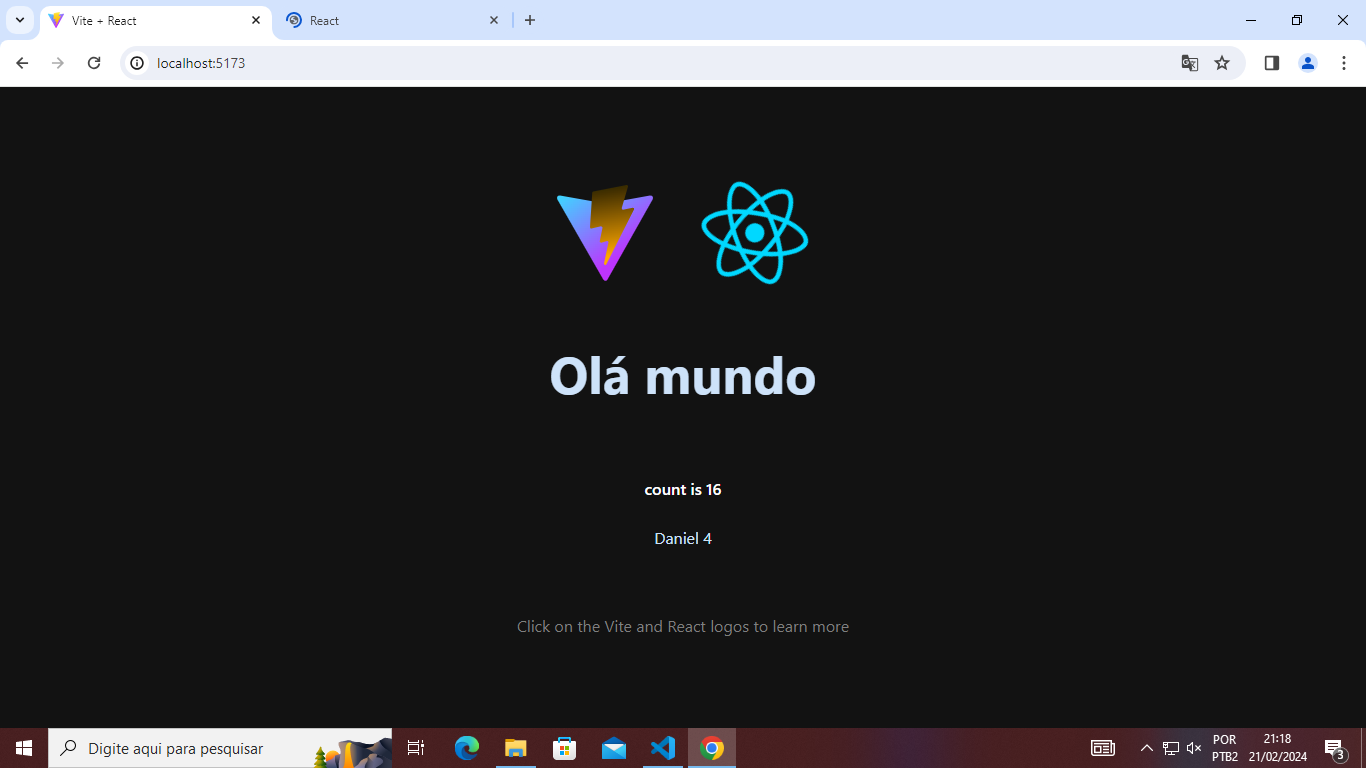 Vite + React
React
localhost:5173
Olá mundo
count is 16
Daniel 4
Click on the Vite and React logos to learn more
Digite aqui para pesquisar
POR
PTB2
21:18
21/02/2024
3